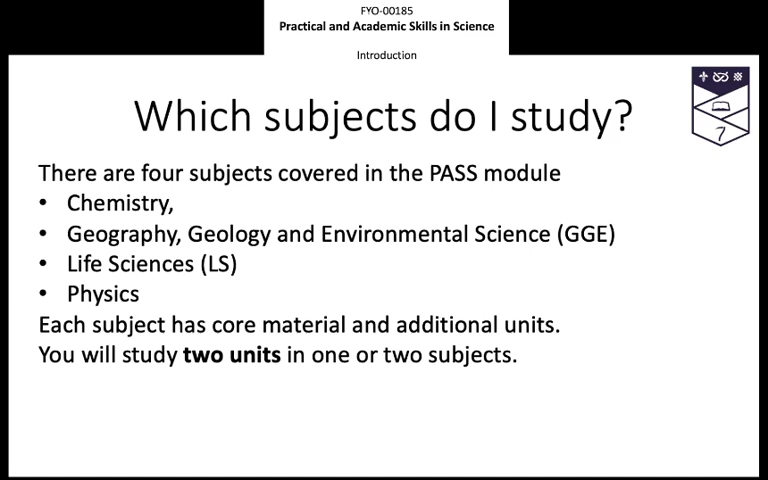 FYO-00185
Practical and Academic Skills in Science
Introduction
Which subjects do I study?
There are four subjects covered in the PASS module
• Chemistry,
• Geography, Geology and Environmental Science (GGE)
• Life Sciences (LS)
• Physics
Each subject has core material and additional units.
You will study two units in one or two subjects.